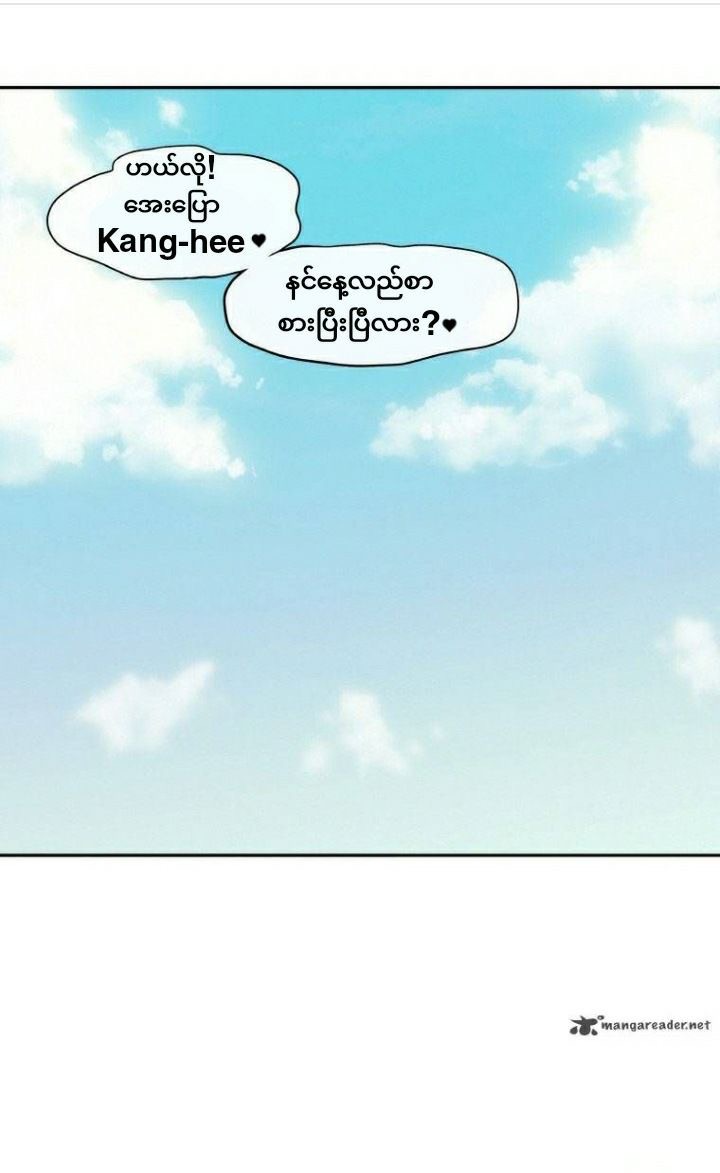 ဟယ်လို!
အေးပြော
Kang-hee ♥
နင်နေ့လည်စာ
စားပြီးပြီလား?♥
mangareader.net